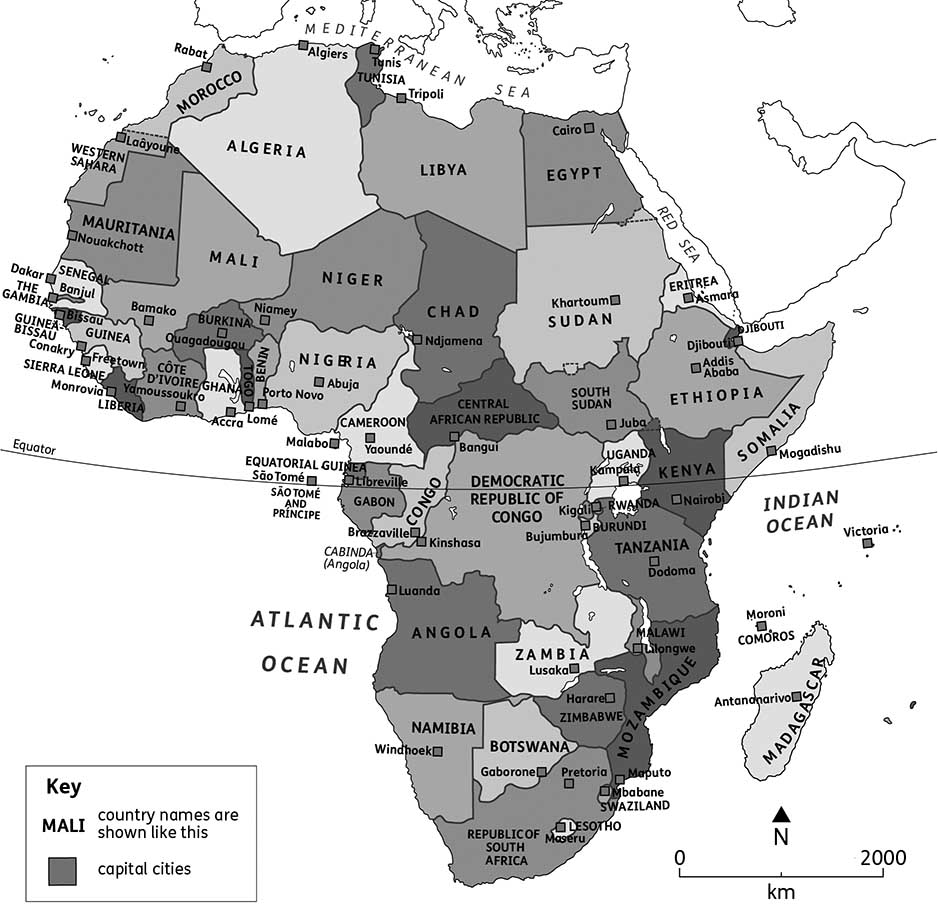 MEDITERRANEAN
SEA
Rabat
Algiers
Tunis
TUNISIA
Tripoli
MOROCCO
Laâyoune
WESTERN
SAHARA
ALGERIA
LIBYA
Cairo
EGYPT
RED SEA
MAURITANIA
Nouakchott
MALI
NIGER
CHAD
Khartoum
SUDAN
ERITREA
Asmara
Dakar
SENEGAL
THE
GAMBIA
Banjul
Bissau
GUINEA
BISSAU
GUINEA
Conakry
Freetown
SIERRA LEONE
Monrovia
LIBERIA
Bamako
BURKINA
Ouagadougou
Niamey
CÔTE
D'IVOIRE
Yamoussoukro
GHANA
TOGO
BENIN
Accra
Lomé
Porto Novo
NIGERIA
Abuja
Ndjamena
DJIBOUTI
Djibouti
Addis
Ababa
ETHIOPIA
SOMALIA
Mogadishu
CENTRAL
AFRICAN REPUBLIC
Bangui
SOUTH
SUDAN
Juba
CAMEROON
Yaoundé
Malabo
EQUATORIAL GUINEA
Equator
São Tomé
SÃO TOMÉ
AND
PRÍNCIPE
Libreville
GABON
CONGO
Brazzaville
Kinshasa
CABINDA
(Angola)
DEMOCRATIC
REPUBLIC OF
CONGO
UGANDA
Kampala
KENYA
Nairobi
Kigali
RWANDA
BURUNDI
Bujumbura
TANZANIA
Dodoma
INDIAN
OCEAN
Victoria
ATLANTIC
OCEAN
Luanda
ANGOLA
ZAMBIA
Lusaka
MALAWI
Lilongwe
Moroni
COMOROS
MOZAMBIQUE
Harare
ZIMBABWE
Antananarivo
MADAGASCAR
NAMIBIA
Windhoek
BOTSWANA
Gaborone
Pretoria
Maputo
Mbabane
SWAZILAND
LESOTHO
Maseru
REPUBLIC OF
SOUTH
AFRICA
Key
MALI
country names are
shown like this
capital cities
N
0
2000
km